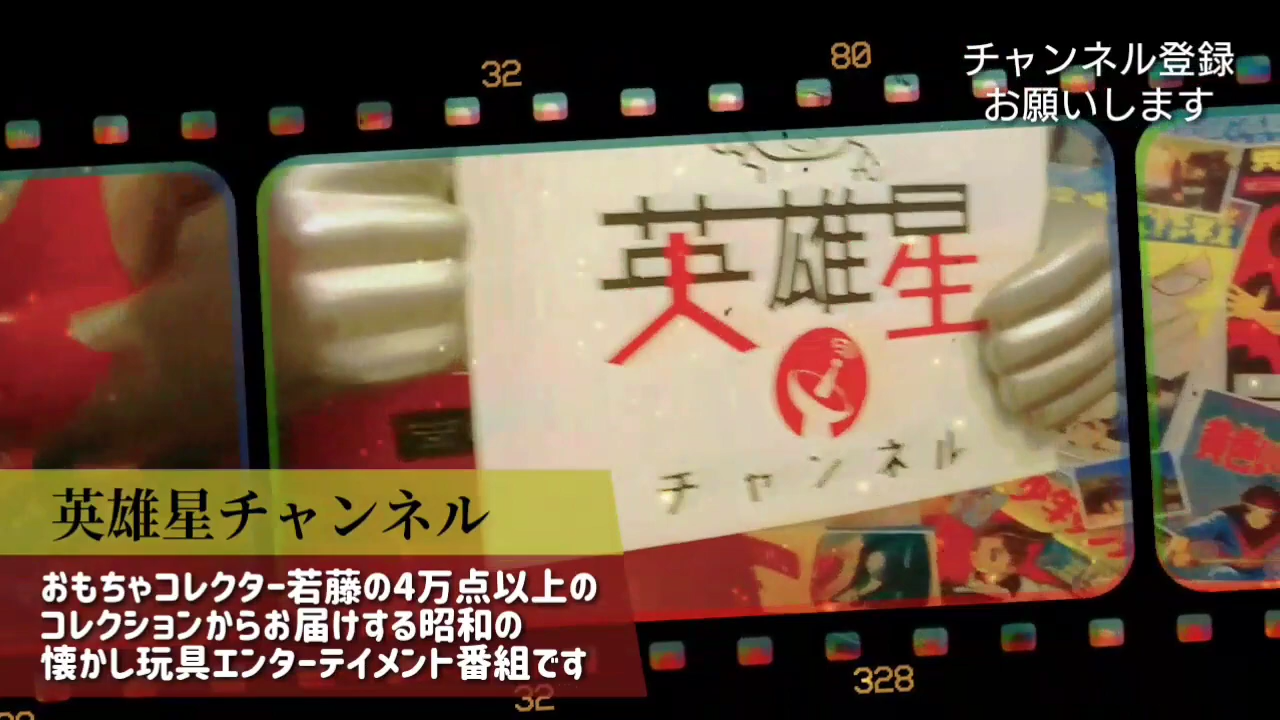 32
80
チャンネル登録
お願いします
英雄星
チャンネル
英雄星チャンネル
おもちゃコレクター若藤の4万点以上の
コレクションからお届けする昭和の
懐かし玩具エンターテイメント番組です
32
328